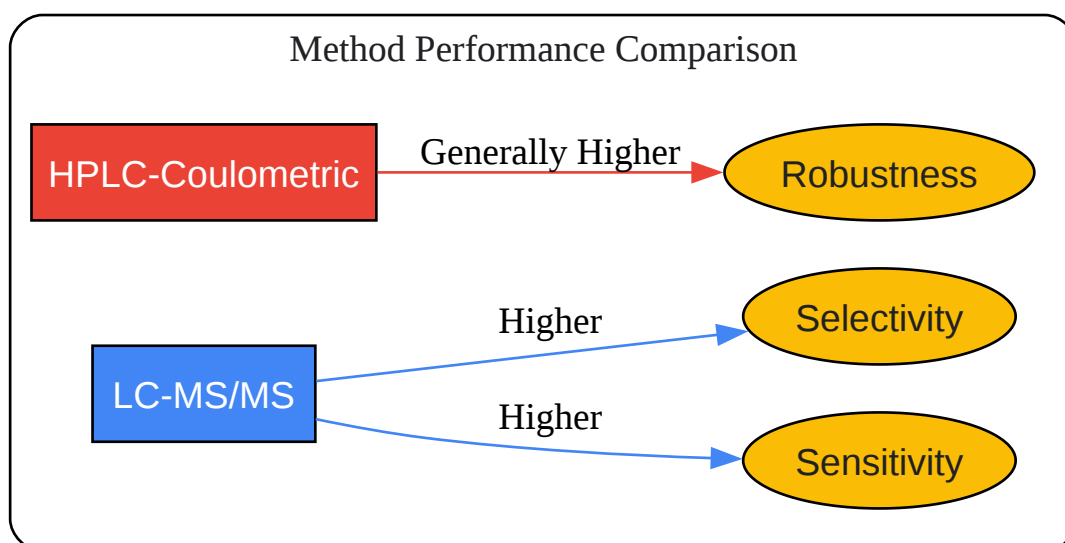 Method Performance Comparison
HPLC-Coulometric
Generally Higher
Robustness
LC-MS/MS
Higher
Selectivity
Higher
Sensitivity